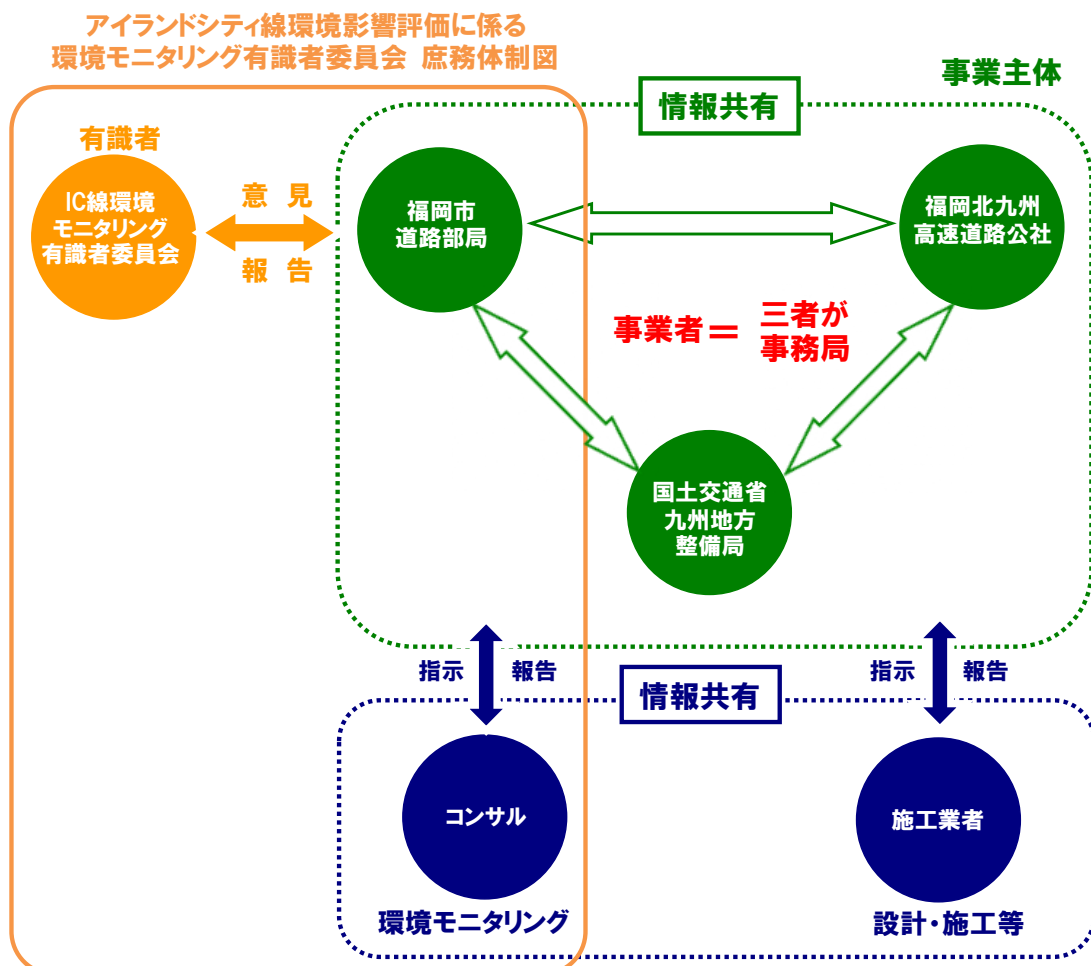 アイランドシティ線環境影響評価に係る
環境モニタリング有識者委員会 庶務体制図
事業主体
情報共有
有識者
IC線環境
モニタリング
有識者委員会
意 見
報 告
福岡市
道路部局
福岡北九州
高速道路公社
事業者＝
三者が
事務局
国土交通省
九州地方
整備局
指示
報告
指示
報告
情報共有
コンサル
施工業者
環境モニタリング
設計・施工等